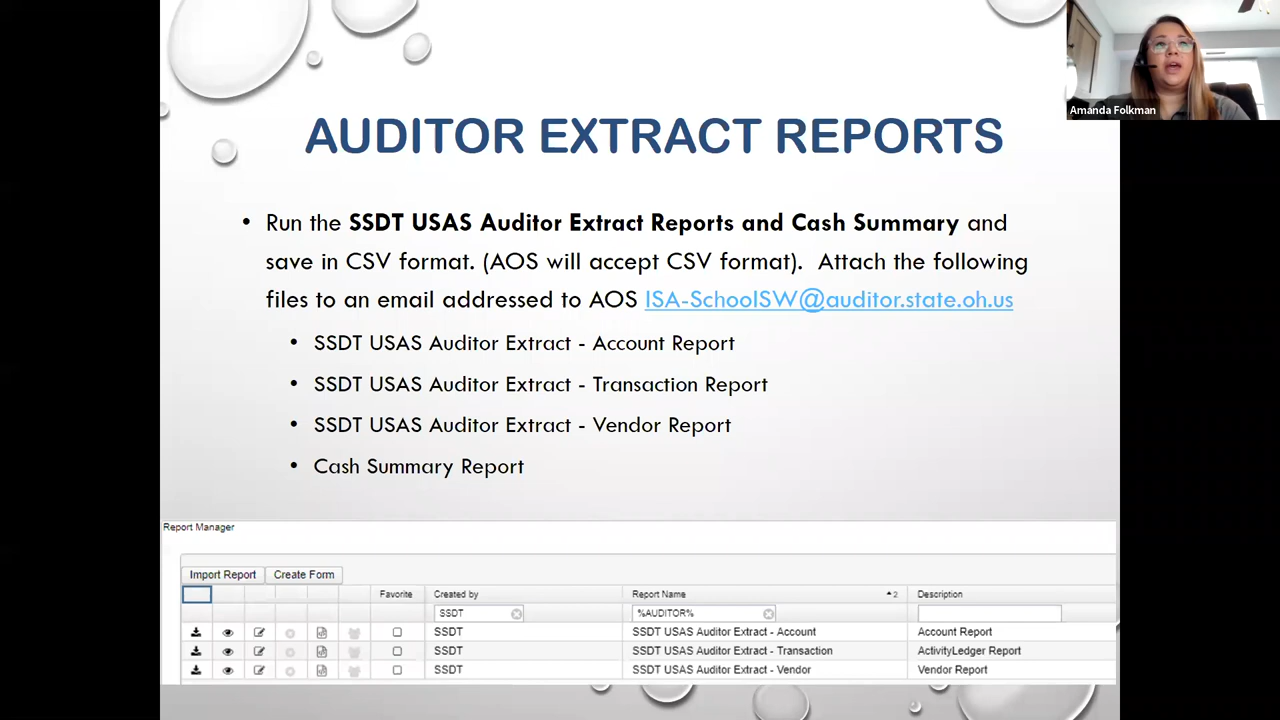 Amanda Folkman
AUDITOR EXTRACT REPORTS
• Run the SSDT USAS Auditor Extract Reports and Cash Summary and
save in CSV format. (AOS will accept CSV format).  Attach the following
files to an email addressed to AOS ISA-SchoolSW@auditor.state.oh.us
• SSDT USAS Auditor Extract - Account Report
• SSDT USAS Auditor Extract - Transaction Report
• SSDT USAS Auditor Extract - Vendor Report
• Cash Summary Report
Report Manager
Import Report Create Form
Favorite Created by Report Name 2 Description
SSDT %AUDITOR%
SSDT SSDT USAS Auditor Extract - Account Account Report
SSDT SSDT USAS Auditor Extract - Transaction ActivityLedger Report
SSDT SSDT USAS Auditor Extract - Vendor Vendor Report